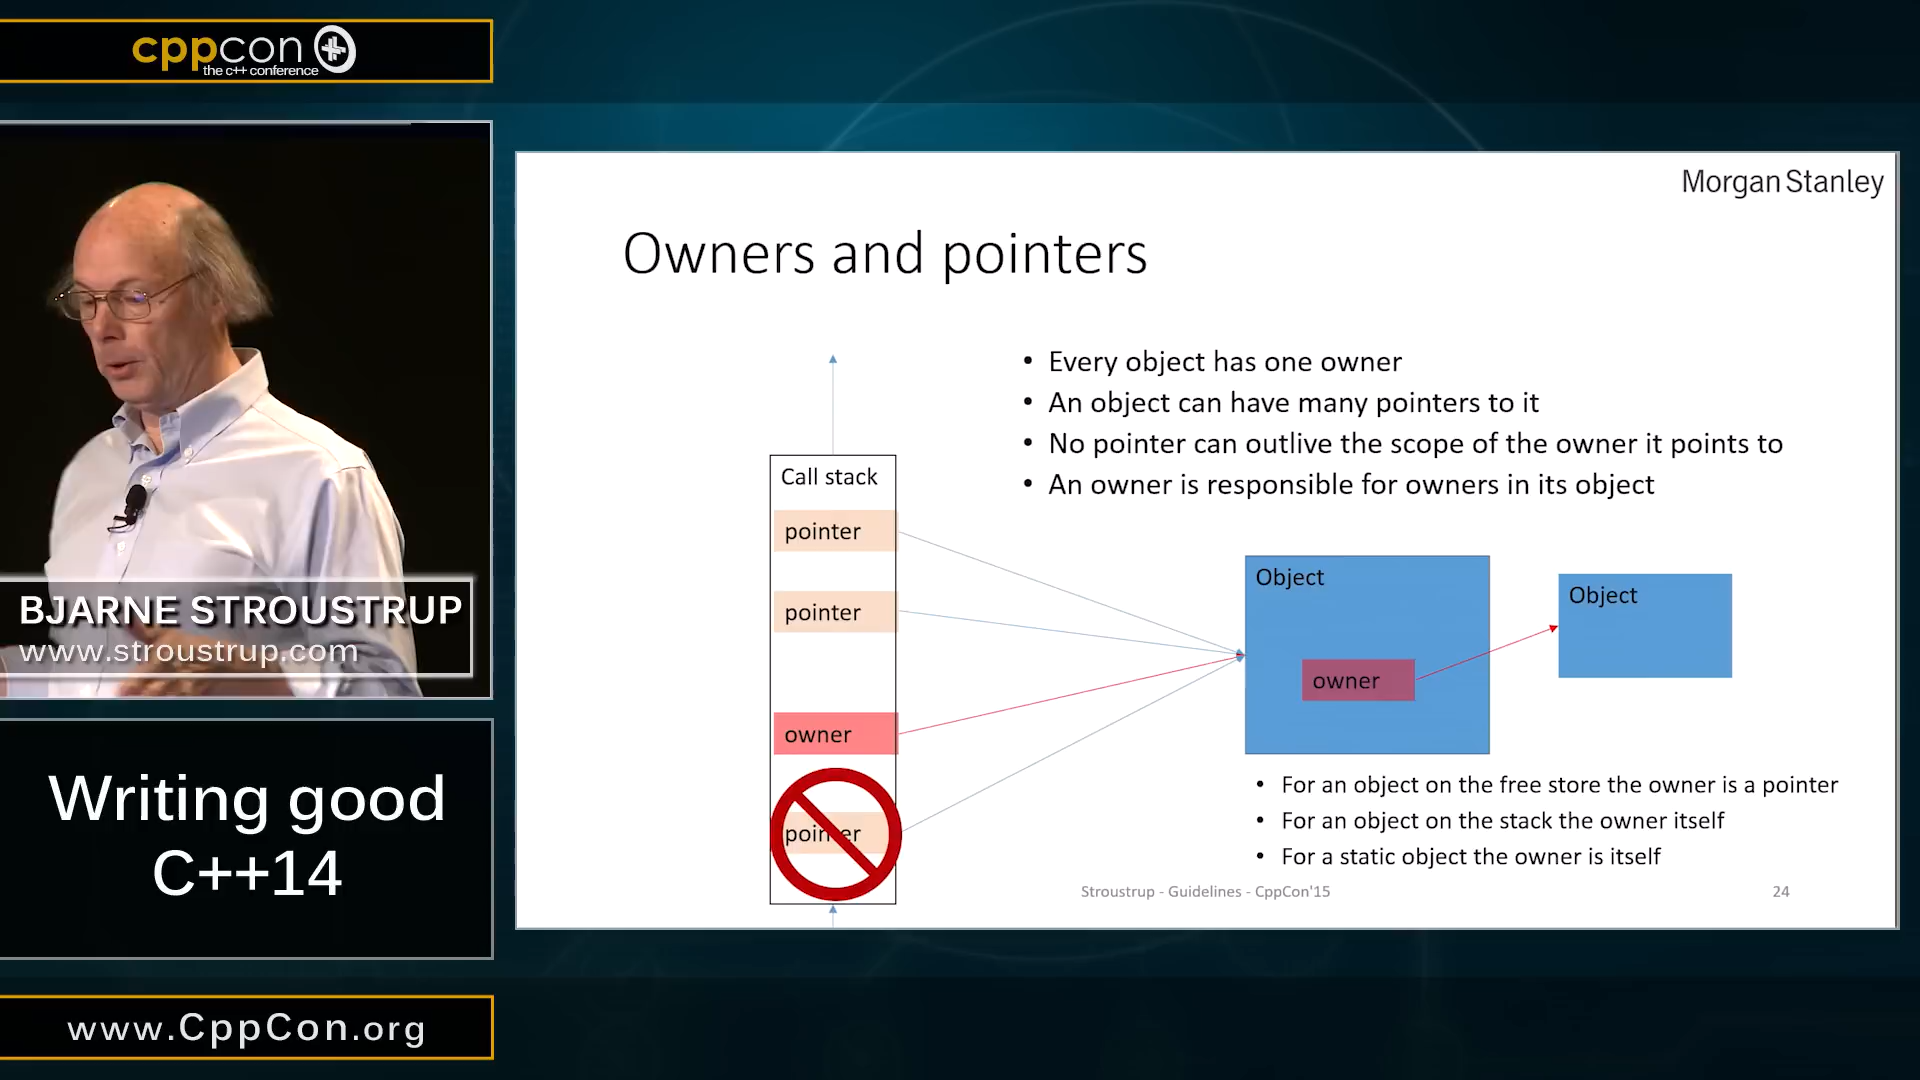 cppcon
the c++ conference
BJARNE STROUSTRUP
www.stroustrup.com
Writing good
C++14
www.CppCon.org
Morgan Stanley
Owners and pointers
• Every object has one owner
• An object can have many pointers to it
• No pointer can outlive the scope of the owner it points to
• An owner is responsible for owners in its object
Call stack
pointer
pointer
owner
pointer
Object
owner
Object
• For an object on the free store the owner is a pointer
• For an object on the stack the owner itself
• For a static object the owner is itself
Stroustrup - Guidelines - CppCon'15
24